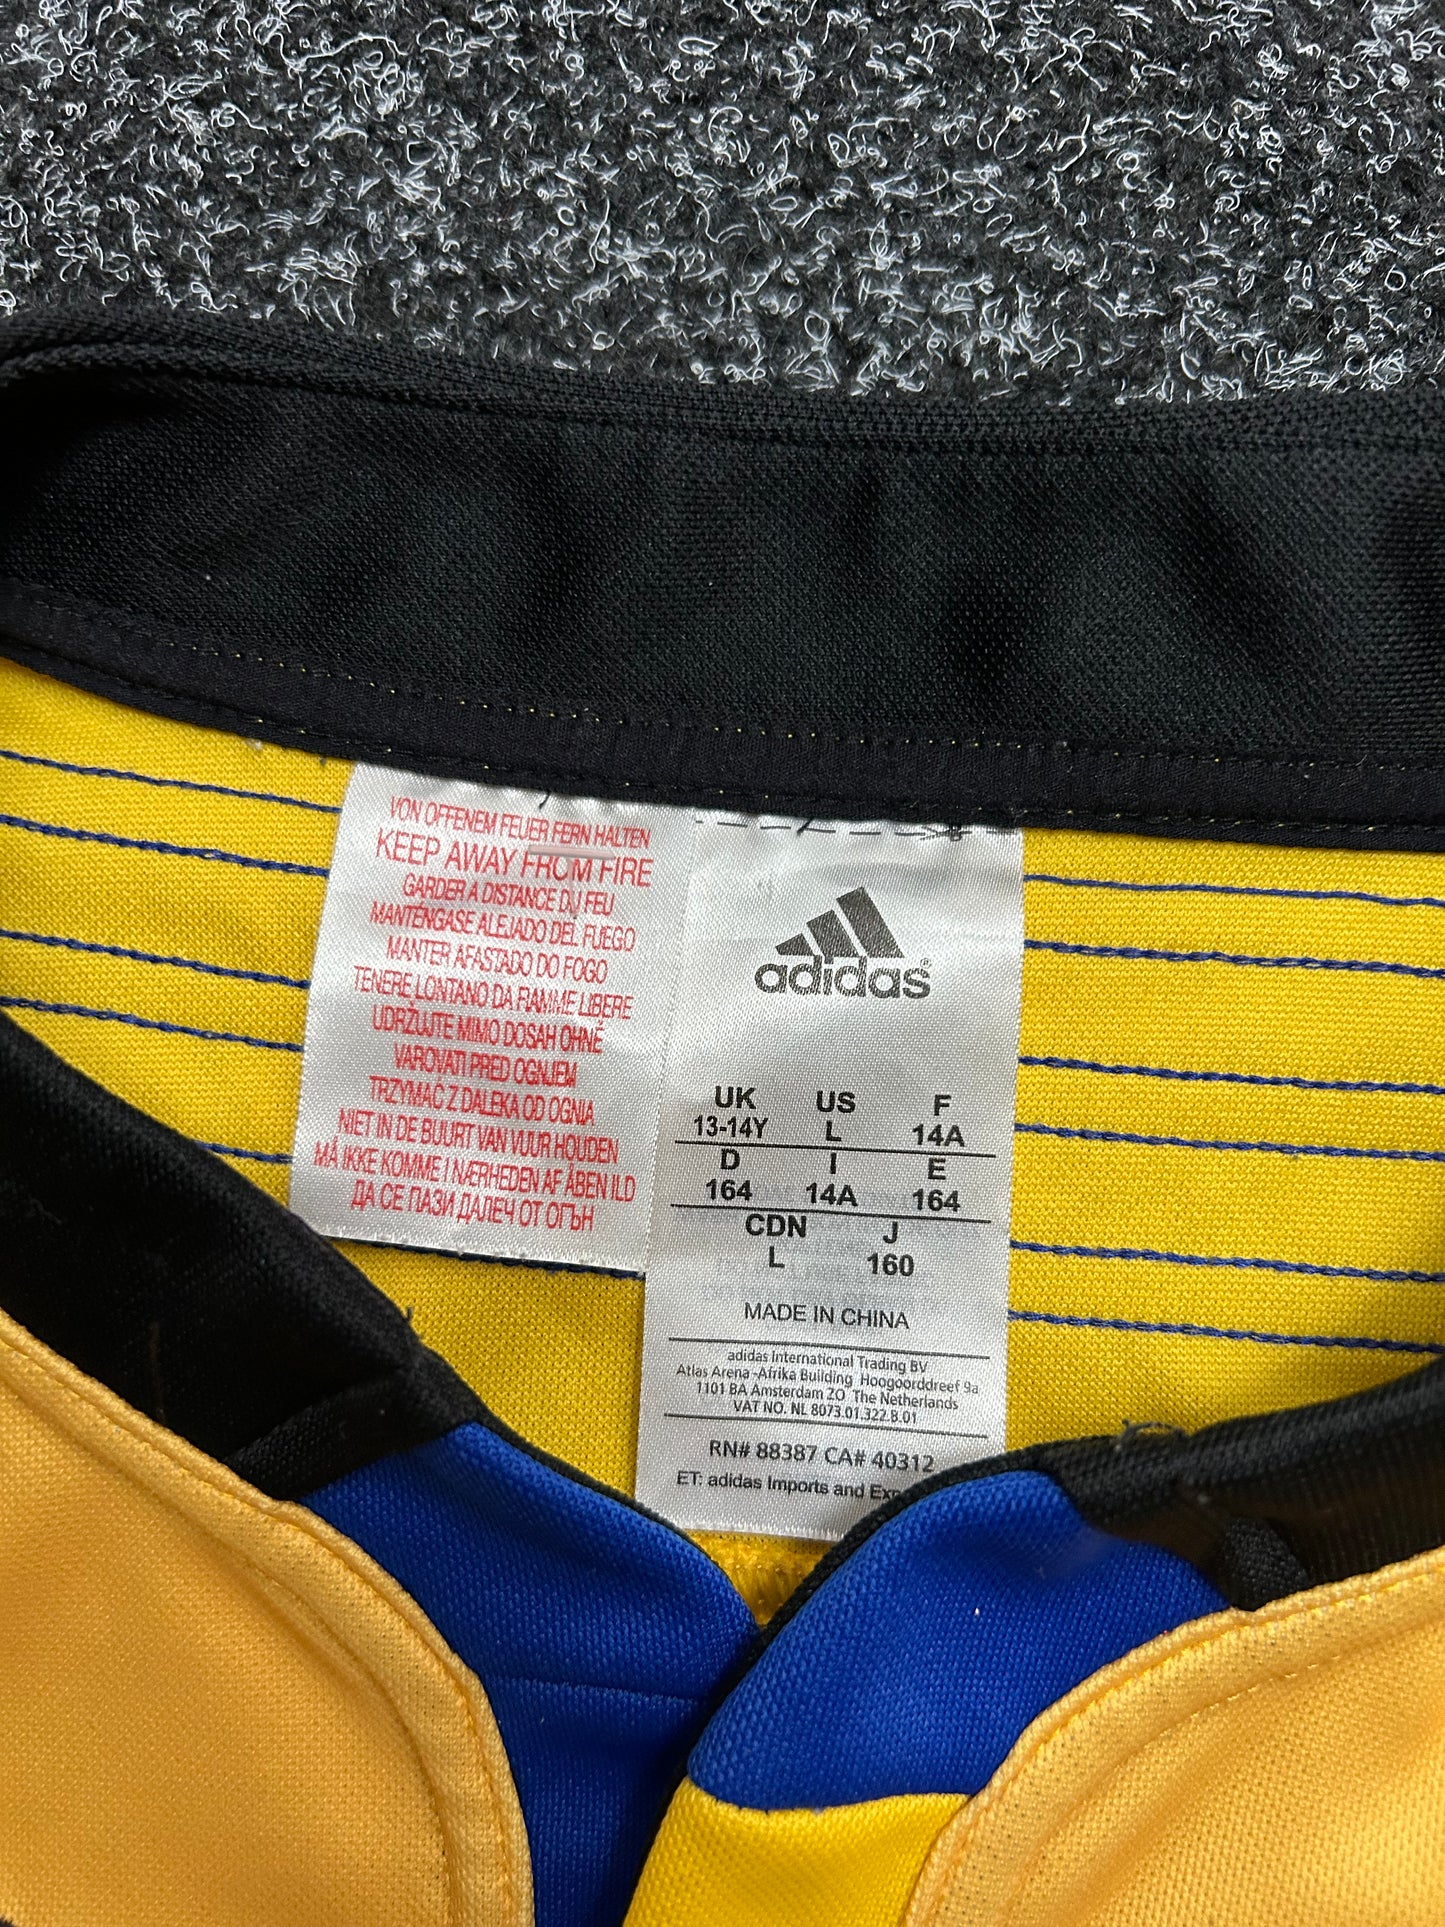 VON OFFENEM FEUER FERN HALTEN
KEEP AWAY FROM FIRE
GARDER A DISTANCE DU FEU
MANTÉNGASE ALEJADO DEL FUEGO
MANTER AFASTADO DO FOGO
TENERE LONTANO DA FIAMME LIBERE
UDRŽUJTE MIMO DOSAH OHNĚ
VAROVATI PRED OGNJEM
TRZYMAĆ Z DALEKA OD OGNIA
NIET IN DE BUURT VAN VUUR HOUDEN
MÅ IKKE KOMME I NÆRHEDEN AF ÅBEN ILD
ДА СЕ ПАЗИ ДАЛЕЧ ОТ ОГЪН
adidas®
UK US F
13-14Y L 14A
D I E
164 14A 164
CDN J
L 160
MADE IN CHINA
adidas International Trading BV
Atlas Arena -Afrika Building Hoogoorddreef 9a
1101 BA Amsterdam ZO The Netherlands
VAT NO. NL 8073.01.322.B.01
RN# 88387 CA# 40312
ET: adidas Imports and